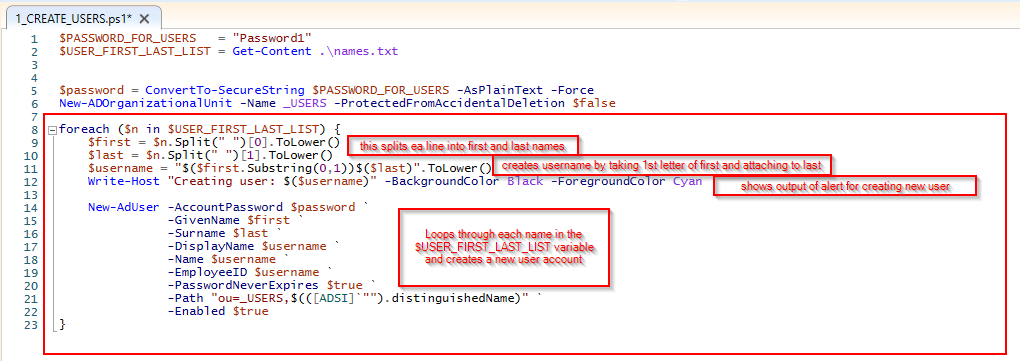 1_CREATE_USERS.ps1* ✕
1 $PASSWORD_FOR_USERS   = "Password1"
2 $USER_FIRST_LAST_LIST = Get-Content .\names.txt
3
4
5 $password = ConvertTo-SecureString $PASSWORD_FOR_USERS -AsPlainText -Force
6 New-ADOrganizationalUnit -Name _USERS -ProtectedFromAccidentalDeletion $false
7
8 foreach ($n in $USER_FIRST_LAST_LIST) {
9     $first = $n.Split(" ")[0].ToLower() this splits ea line into first and last names
10     $last = $n.Split(" ")[1].ToLower() creates username by taking 1st letter of first and attaching to last
11     $username = "$($first.Substring(0,1))$($last)".ToLower()
12     Write-Host "Creating user: $($username)" -BackgroundColor Black -ForegroundColor Cyan shows output of alert for creating new user
13
14     New-AdUser -AccountPassword $password `
15                -GivenName $first `
16                -Surname $last ` Loops through each name in the
17                -DisplayName $username ` $USER_FIRST_LAST_LIST variable
18                -Name $username ` and creates a new user account
19                -EmployeeID $username `
20                -PasswordNeverExpires $true `
21                -Path "ou=_USERS,$(([ADSI]`"").distinguishedName)" `
22                -Enabled $true
23 }